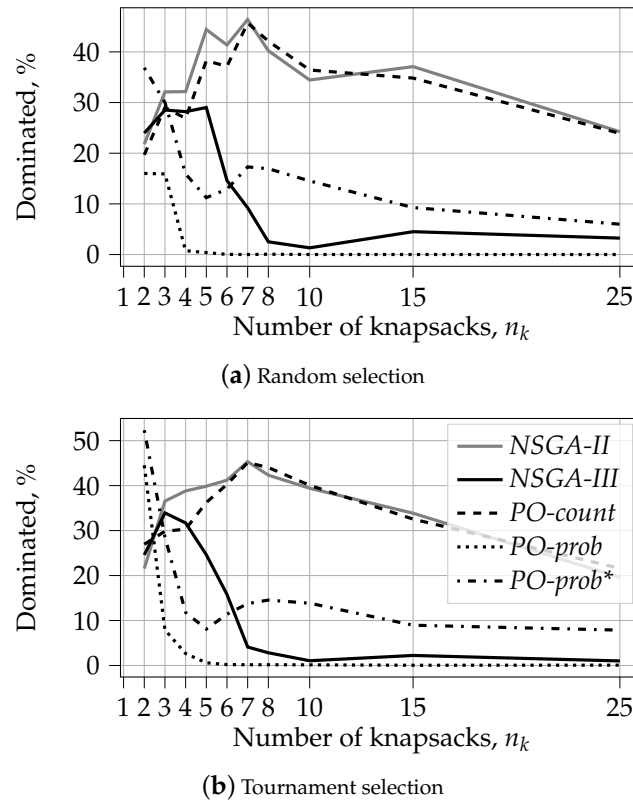 Dominated, %
40
30
20
10
0
1 2 3 4 5 6 7 8 10 15 25
Number of knapsacks, nₖ
(a) Random selection
Dominated, %
50
40
30
20
10
0
NSGA-II
NSGA-III
PO-count
PO-prob
PO-prob*
1 2 3 4 5 6 7 8 10 15 25
Number of knapsacks, nₖ
(b) Tournament selection